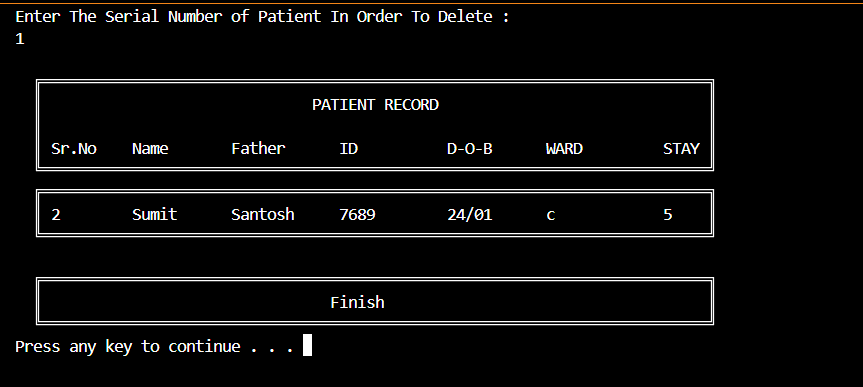 Enter The Serial Number of Patient In Order To Delete :
1
PATIENT RECORD
Sr.No Name Father ID D-O-B WARD STAY
2 Sumit Santosh 7689 24/01 c 5
Finish
Press any key to continue . . .